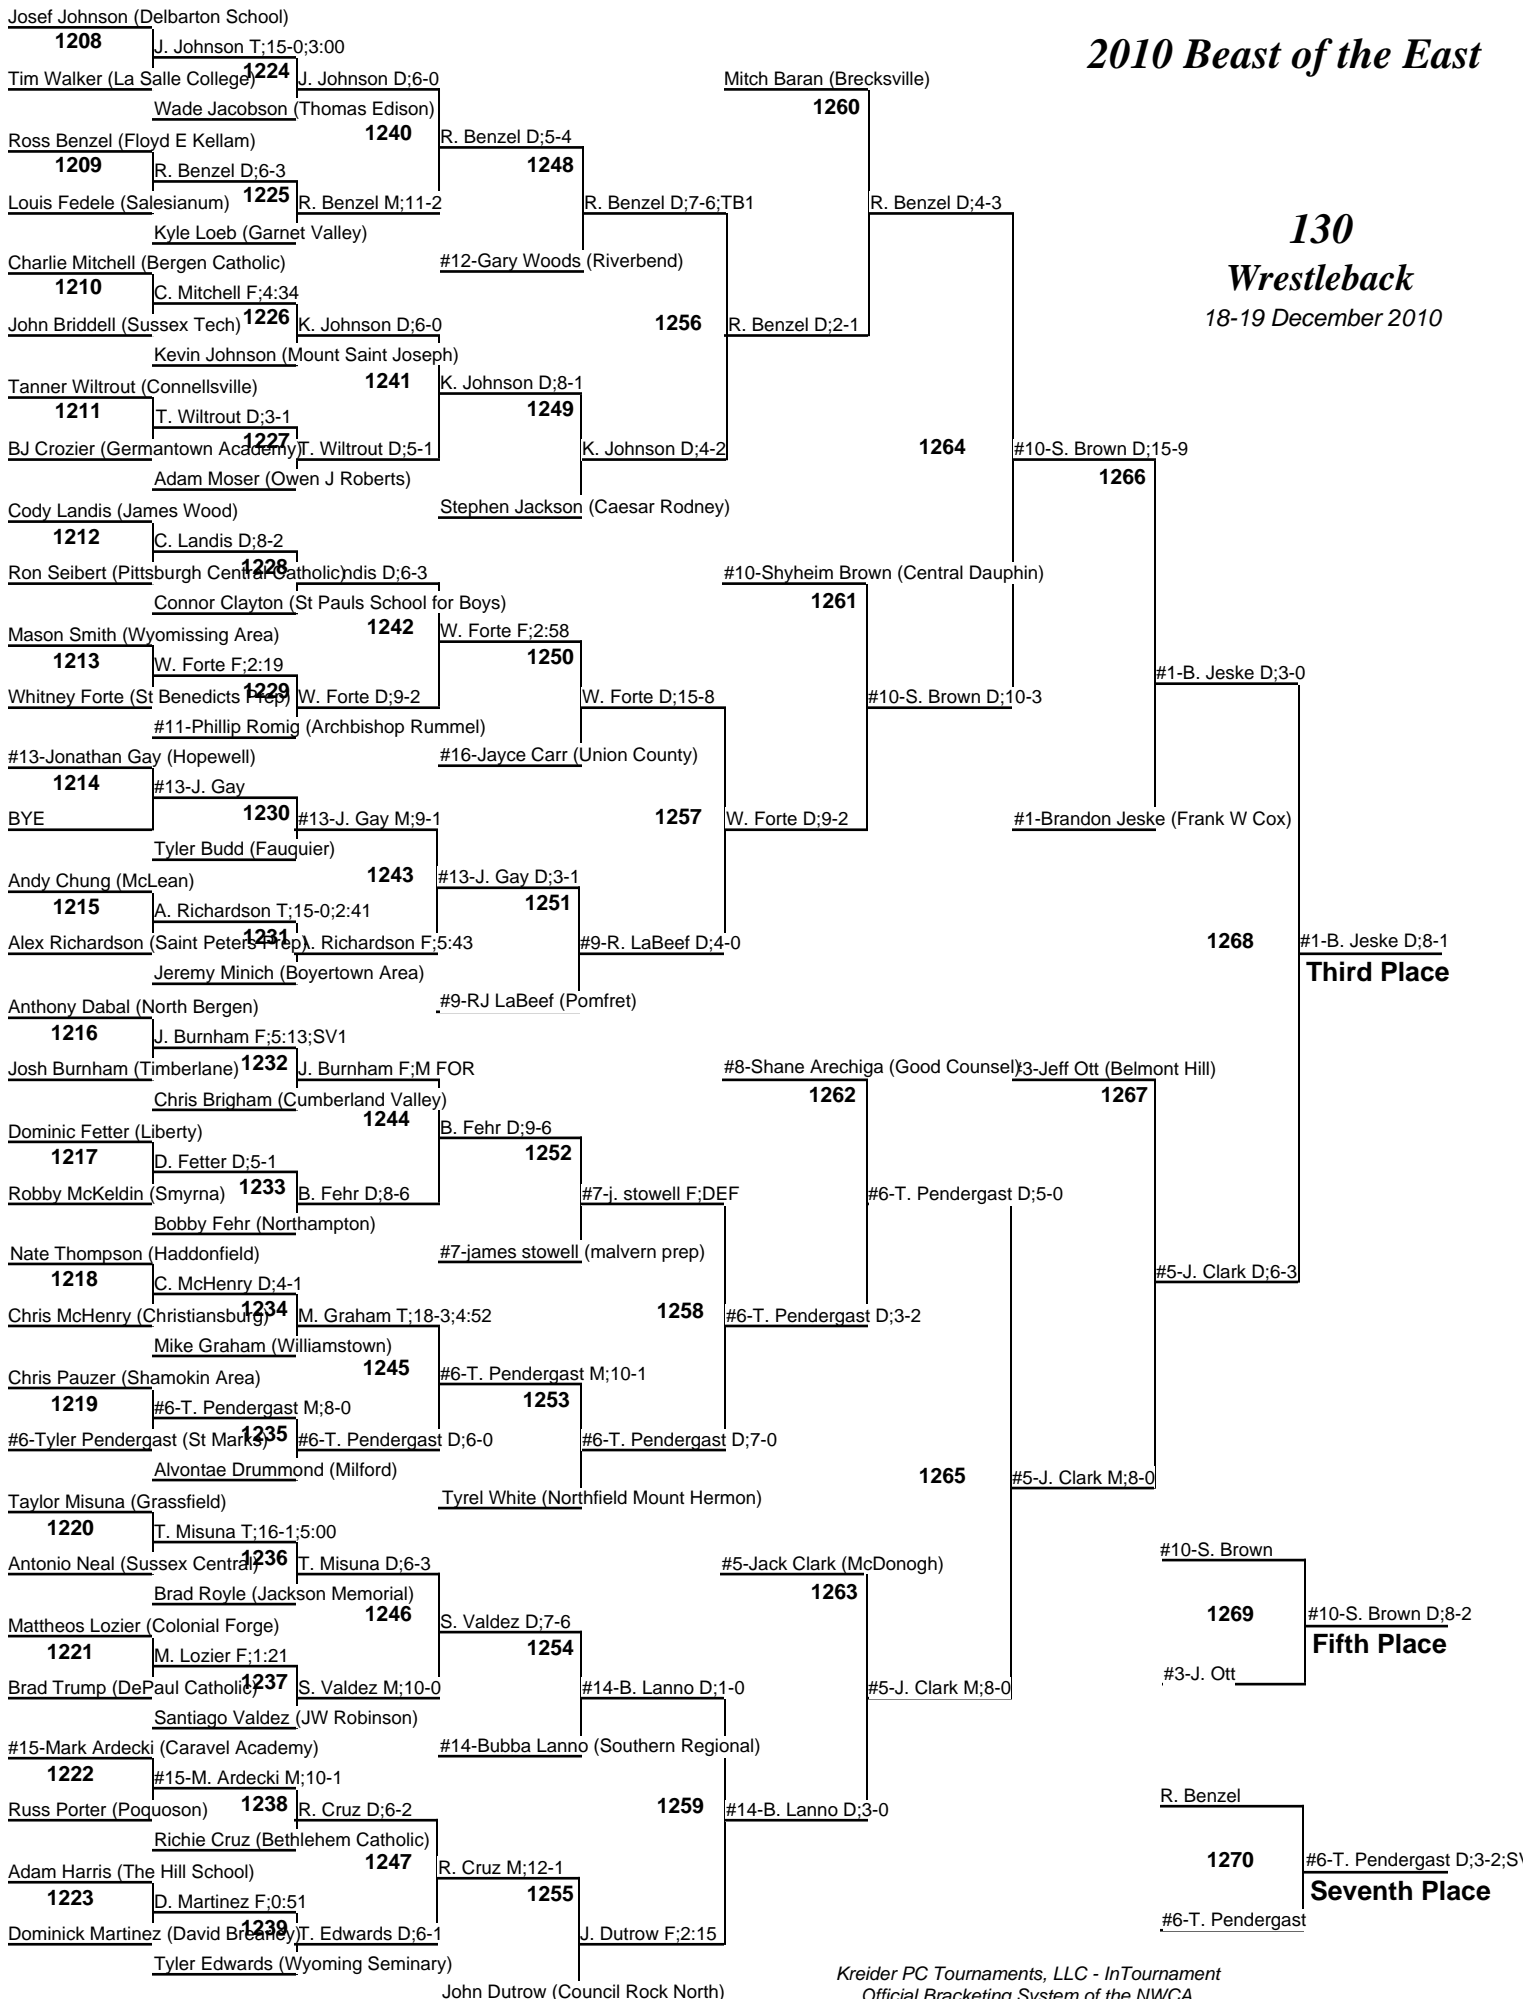 2010 Beast of the East
130
Wrestleback
18-19 December 2010
Josef Johnson (Delbarton School)
1208
J. Johnson T;15-0;3:00
Tim Walker (La Salle College)
1224
J. Johnson D;6-0
Wade Jacobson (Thomas Edison)
1240
R. Benzel D;5-4
Ross Benzel (Floyd E Kellam)
1209
R. Benzel D;6-3
Louis Fedele (Salesianum)
1225
R. Benzel M;11-2
Kyle Loeb (Garnet Valley)
1248
R. Benzel D;7-6;TB1
#12-Gary Woods (Riverbend)
Charlie Mitchell (Bergen Catholic)
1210
C. Mitchell F;4:34
John Briddell (Sussex Tech)
1226
K. Johnson D;6-0
Kevin Johnson (Mount Saint Joseph)
1241
K. Johnson D;8-1
Tanner Wiltrout (Connellsville)
1211
T. Wiltrout D;3-1
BJ Crozier (Germantown Academy)
1227
T. Wiltrout D;5-1
Adam Moser (Owen J Roberts)
1249
K. Johnson D;4-2
Stephen Jackson (Caesar Rodney)
1256
R. Benzel D;2-1
Mitch Baran (Brecksville)
1260
R. Benzel D;4-3
Cody Landis (James Wood)
1212
C. Landis D;8-2
Ron Seibert (Pittsburgh Central Catholic)
1228
ndis D;6-3
Connor Clayton (St Pauls School for Boys)
1242
W. Forte F;2:58
Mason Smith (Wyomissing Area)
1213
W. Forte F;2:19
Whitney Forte (St Benedicts Prep)
1229
W. Forte D;9-2
#11-Phillip Romig (Archbishop Rummel)
1250
W. Forte D;15-8
#16-Jayce Carr (Union County)
#13-Jonathan Gay (Hopewell)
1214
#13-J. Gay
BYE
1230
#13-J. Gay M;9-1
Tyler Budd (Fauquier)
1243
#13-J. Gay D;3-1
Andy Chung (McLean)
1215
A. Richardson T;15-0;2:41
Alex Richardson (Saint Peters Prep)
1231
\. Richardson F;5:43
Jeremy Minich (Boyertown Area)
1251
#9-R. LaBeef D;4-0
#9-RJ LaBeef (Pomfret)
1257
W. Forte D;9-2
#10-Shyheim Brown (Central Dauphin)
1261
#10-S. Brown D;10-3
1264
#10-S. Brown D;15-9
1266
#1-B. Jeske D;3-0
#1-Brandon Jeske (Frank W Cox)
Anthony Dabal (North Bergen)
1216
J. Burnham F;5:13;SV1
Josh Burnham (Timberlane)
1232
J. Burnham F;M FOR
Chris Brigham (Cumberland Valley)
1244
B. Fehr D;9-6
Dominic Fetter (Liberty)
1217
D. Fetter D;5-1
Robby McKeldin (Smyrna)
1233
B. Fehr D;8-6
Bobby Fehr (Northampton)
1252
#7-j. stowell F;DEF
#7-james stowell (malvern prep)
Nate Thompson (Haddonfield)
1218
C. McHenry D;4-1
Chris McHenry (Christiansburg)
1234
M. Graham T;18-3;4:52
Mike Graham (Williamstown)
1245
#6-T. Pendergast M;10-1
Chris Pauzer (Shamokin Area)
1219
#6-T. Pendergast M;8-0
#6-Tyler Pendergast (St Marks)
1235
#6-T. Pendergast D;6-0
Alvontae Drummond (Milford)
1253
#6-T. Pendergast D;7-0
Tyrel White (Northfield Mount Hermon)
1258
#6-T. Pendergast D;3-2
#8-Shane Arechiga (Good Counsel)
1262
#6-T. Pendergast D;5-0
Taylor Misuna (Grassfield)
1220
T. Misuna T;16-1;5:00
Antonio Neal (Sussex Central)
1236
T. Misuna D;6-3
Brad Royle (Jackson Memorial)
1246
S. Valdez D;7-6
Mattheos Lozier (Colonial Forge)
1221
M. Lozier F;1:21
Brad Trump (DePaul Catholic)
1237
S. Valdez M;10-0
Santiago Valdez (JW Robinson)
1254
#14-B. Lanno D;1-0
#14-Bubba Lanno (Southern Regional)
#15-Mark Ardecki (Caravel Academy)
1222
#15-M. Ardecki M;10-1
Russ Porter (Poquoson)
1238
R. Cruz D;6-2
Richie Cruz (Bethlehem Catholic)
1247
R. Cruz M;12-1
Adam Harris (The Hill School)
1223
D. Martinez F;0:51
Dominick Martinez (David Brearley)
1239
T. Edwards D;6-1
Tyler Edwards (Wyoming Seminary)
1255
J. Dutrow F;2:15
John Dutrow (Council Rock North)
1259
#14-B. Lanno D;3-0
#5-Jack Clark (McDonogh)
1263
#5-J. Clark M;8-0
1265
#5-J. Clark M;8-0
#3-Jeff Ott (Belmont Hill)
1267
#5-J. Clark D;6-3
1268
#1-B. Jeske D;8-1
Third Place
#10-S. Brown
1269
#10-S. Brown D;8-2
Fifth Place
#3-J. Ott
R. Benzel
1270
#6-T. Pendergast D;3-2;SV
Seventh Place
#6-T. Pendergast
Kreider PC Tournaments, LLC - InTournament
Official Bracketing System of the NWCA